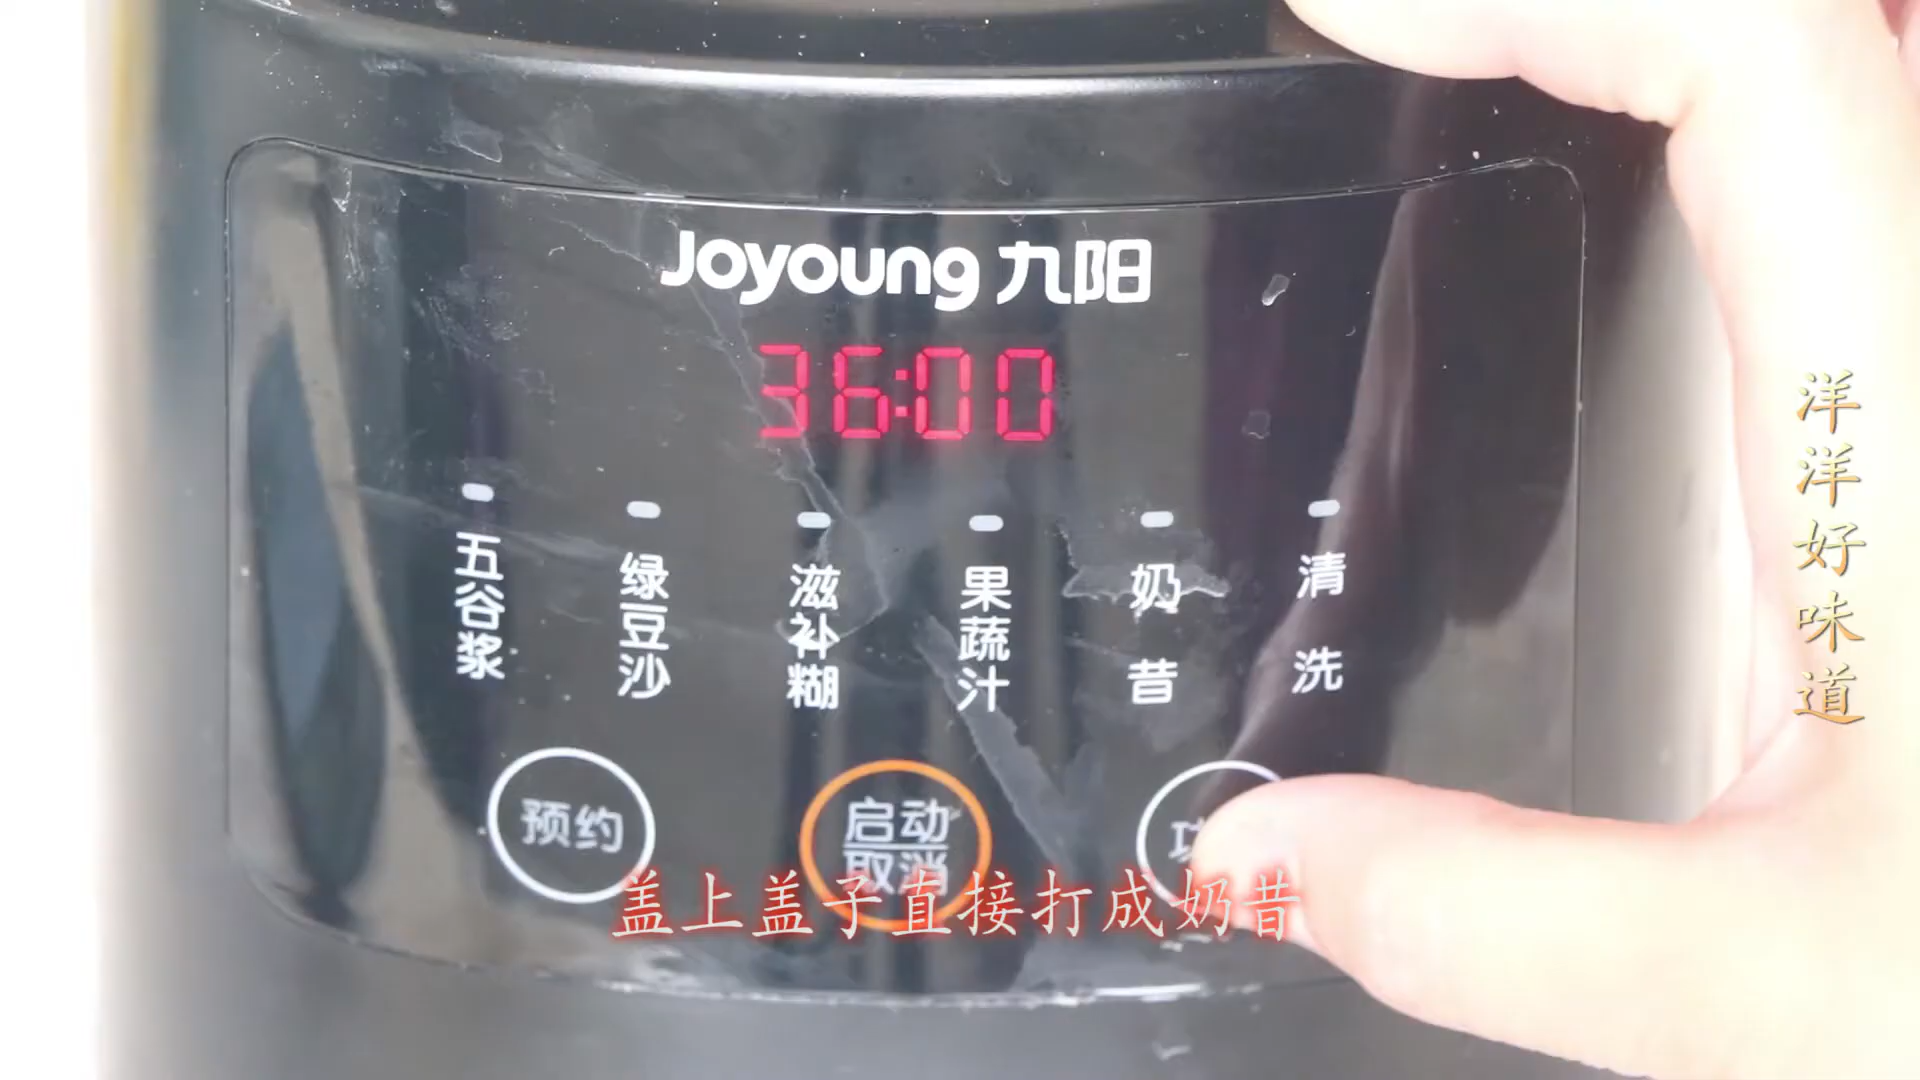 Joyoung 九阳
36:00
五谷浆
绿豆沙
滋补糊
果蔬汁
奶昔
清洗
预约
启动
取消
盖上盖子直接打成奶昔
洋洋好味道